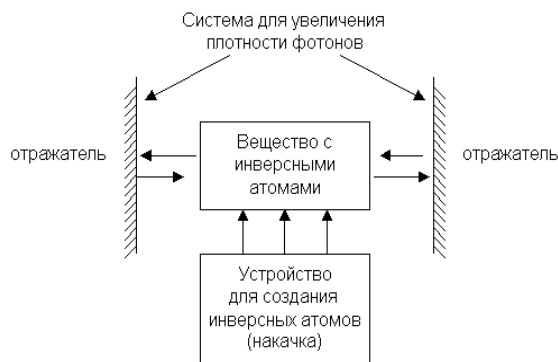 Система для увеличения
плотности фотонов
отражатель
Вещество с
инверсными
атомами
отражатель
Устройство
для создания
инверсных атомов
(накачка)